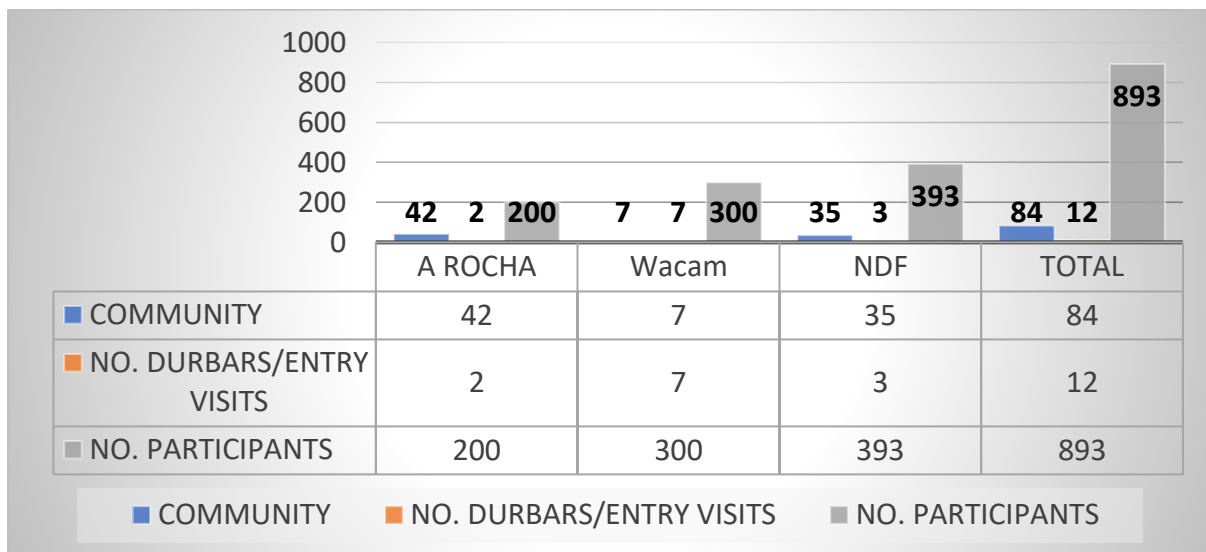 1000
800
600
400
200
0
42 2 200 7 7 300 35 3 393 84 12 893
A ROCHA Wacam NDF TOTAL
COMMUNITY 42 7 35 84
NO. DURBARS/ENTRY
VISITS 2 7 3 12
NO. PARTICIPANTS 200 300 393 893
COMMUNITY NO. DURBARS/ENTRY VISITS NO. PARTICIPANTS